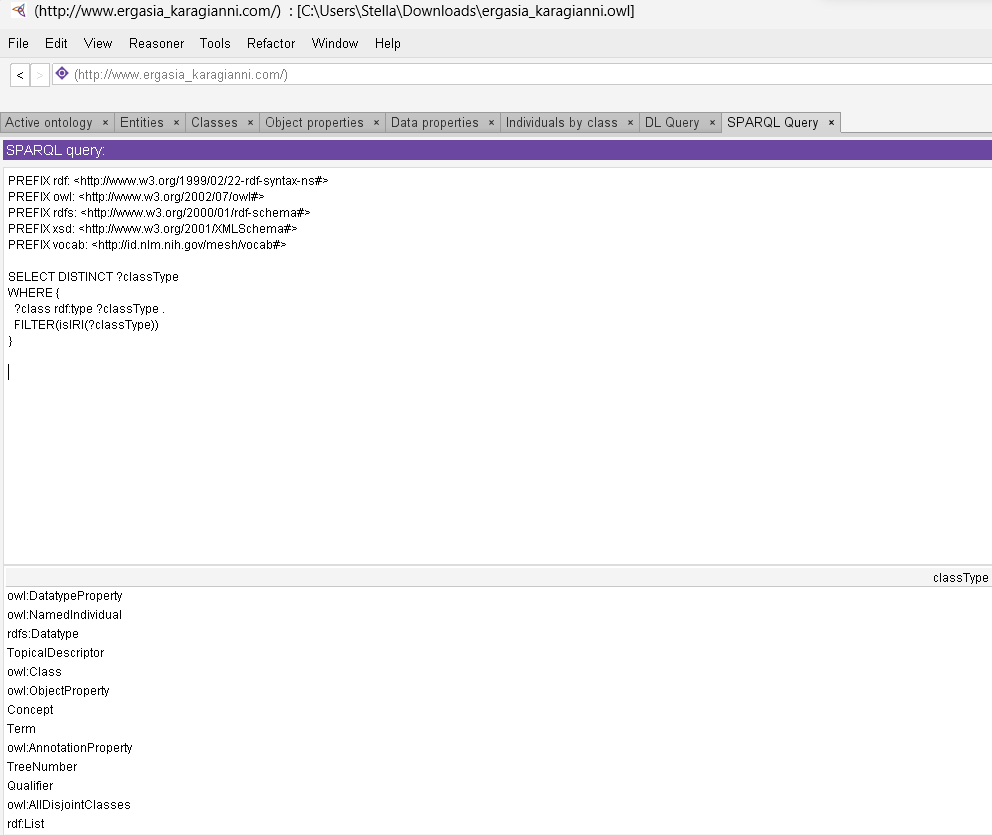 (http://www.ergasia_karagianni.com/) : [C:\Users\Stella\Downloads\ergasia_karagianni.owl]
File Edit View Reasoner Tools Refactor Window Help
< > (http://www.ergasia_karagianni.com/)
Active ontology × Entities × Classes × Object properties × Data properties × Individuals by class × DL Query × SPARQL Query ×
SPARQL query:
PREFIX rdf: <http://www.w3.org/1999/02/22-rdf-syntax-ns#>
PREFIX owl: <http://www.w3.org/2002/07/owl#>
PREFIX rdfs: <http://www.w3.org/2000/01/rdf-schema#>
PREFIX xsd: <http://www.w3.org/2001/XMLSchema#>
PREFIX vocab: <http://id.nlm.nih.gov/mesh/vocab#>
SELECT DISTINCT ?classType
WHERE {
?class rdf:type ?classType .
FILTER(isIRI(?classType))
}
classType
owl:DatatypeProperty
owl:NamedIndividual
rdfs:Datatype
TopicalDescriptor
owl:Class
owl:ObjectProperty
Concept
Term
owl:AnnotationProperty
TreeNumber
Qualifier
owl:AllDisjointClasses
rdf:List